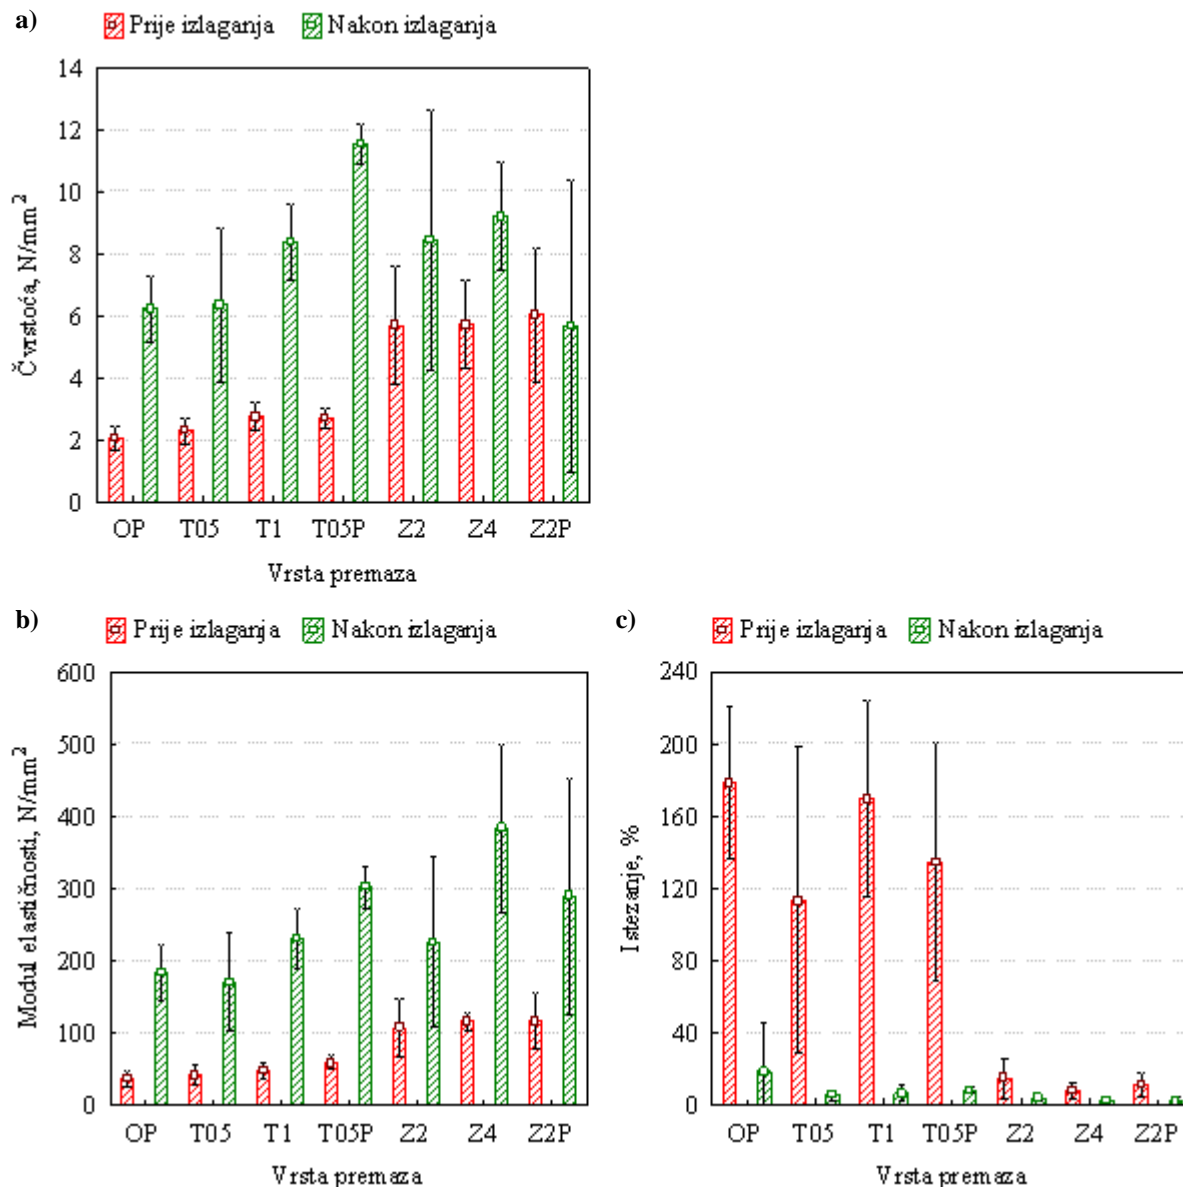 a)
Prije izlaganja Nakon izlaganja
14
12
10
8
6
4
2
0
Čvrstoća, N/mm²
OP T05 T1 T05P Z2 Z4 Z2P
Vrsta premaza
b)
Prije izlaganja Nakon izlaganja
600
500
400
300
200
100
0
Modul elastičnosti, N/mm²
OP T05 T1 T05P Z2 Z4 Z2P
Vrsta premaza
c)
Prije izlaganja Nakon izlaganja
240
200
160
120
80
40
0
Istezanje, %
OP T05 T1 T05P Z2 Z4 Z2P
Vrsta premaza